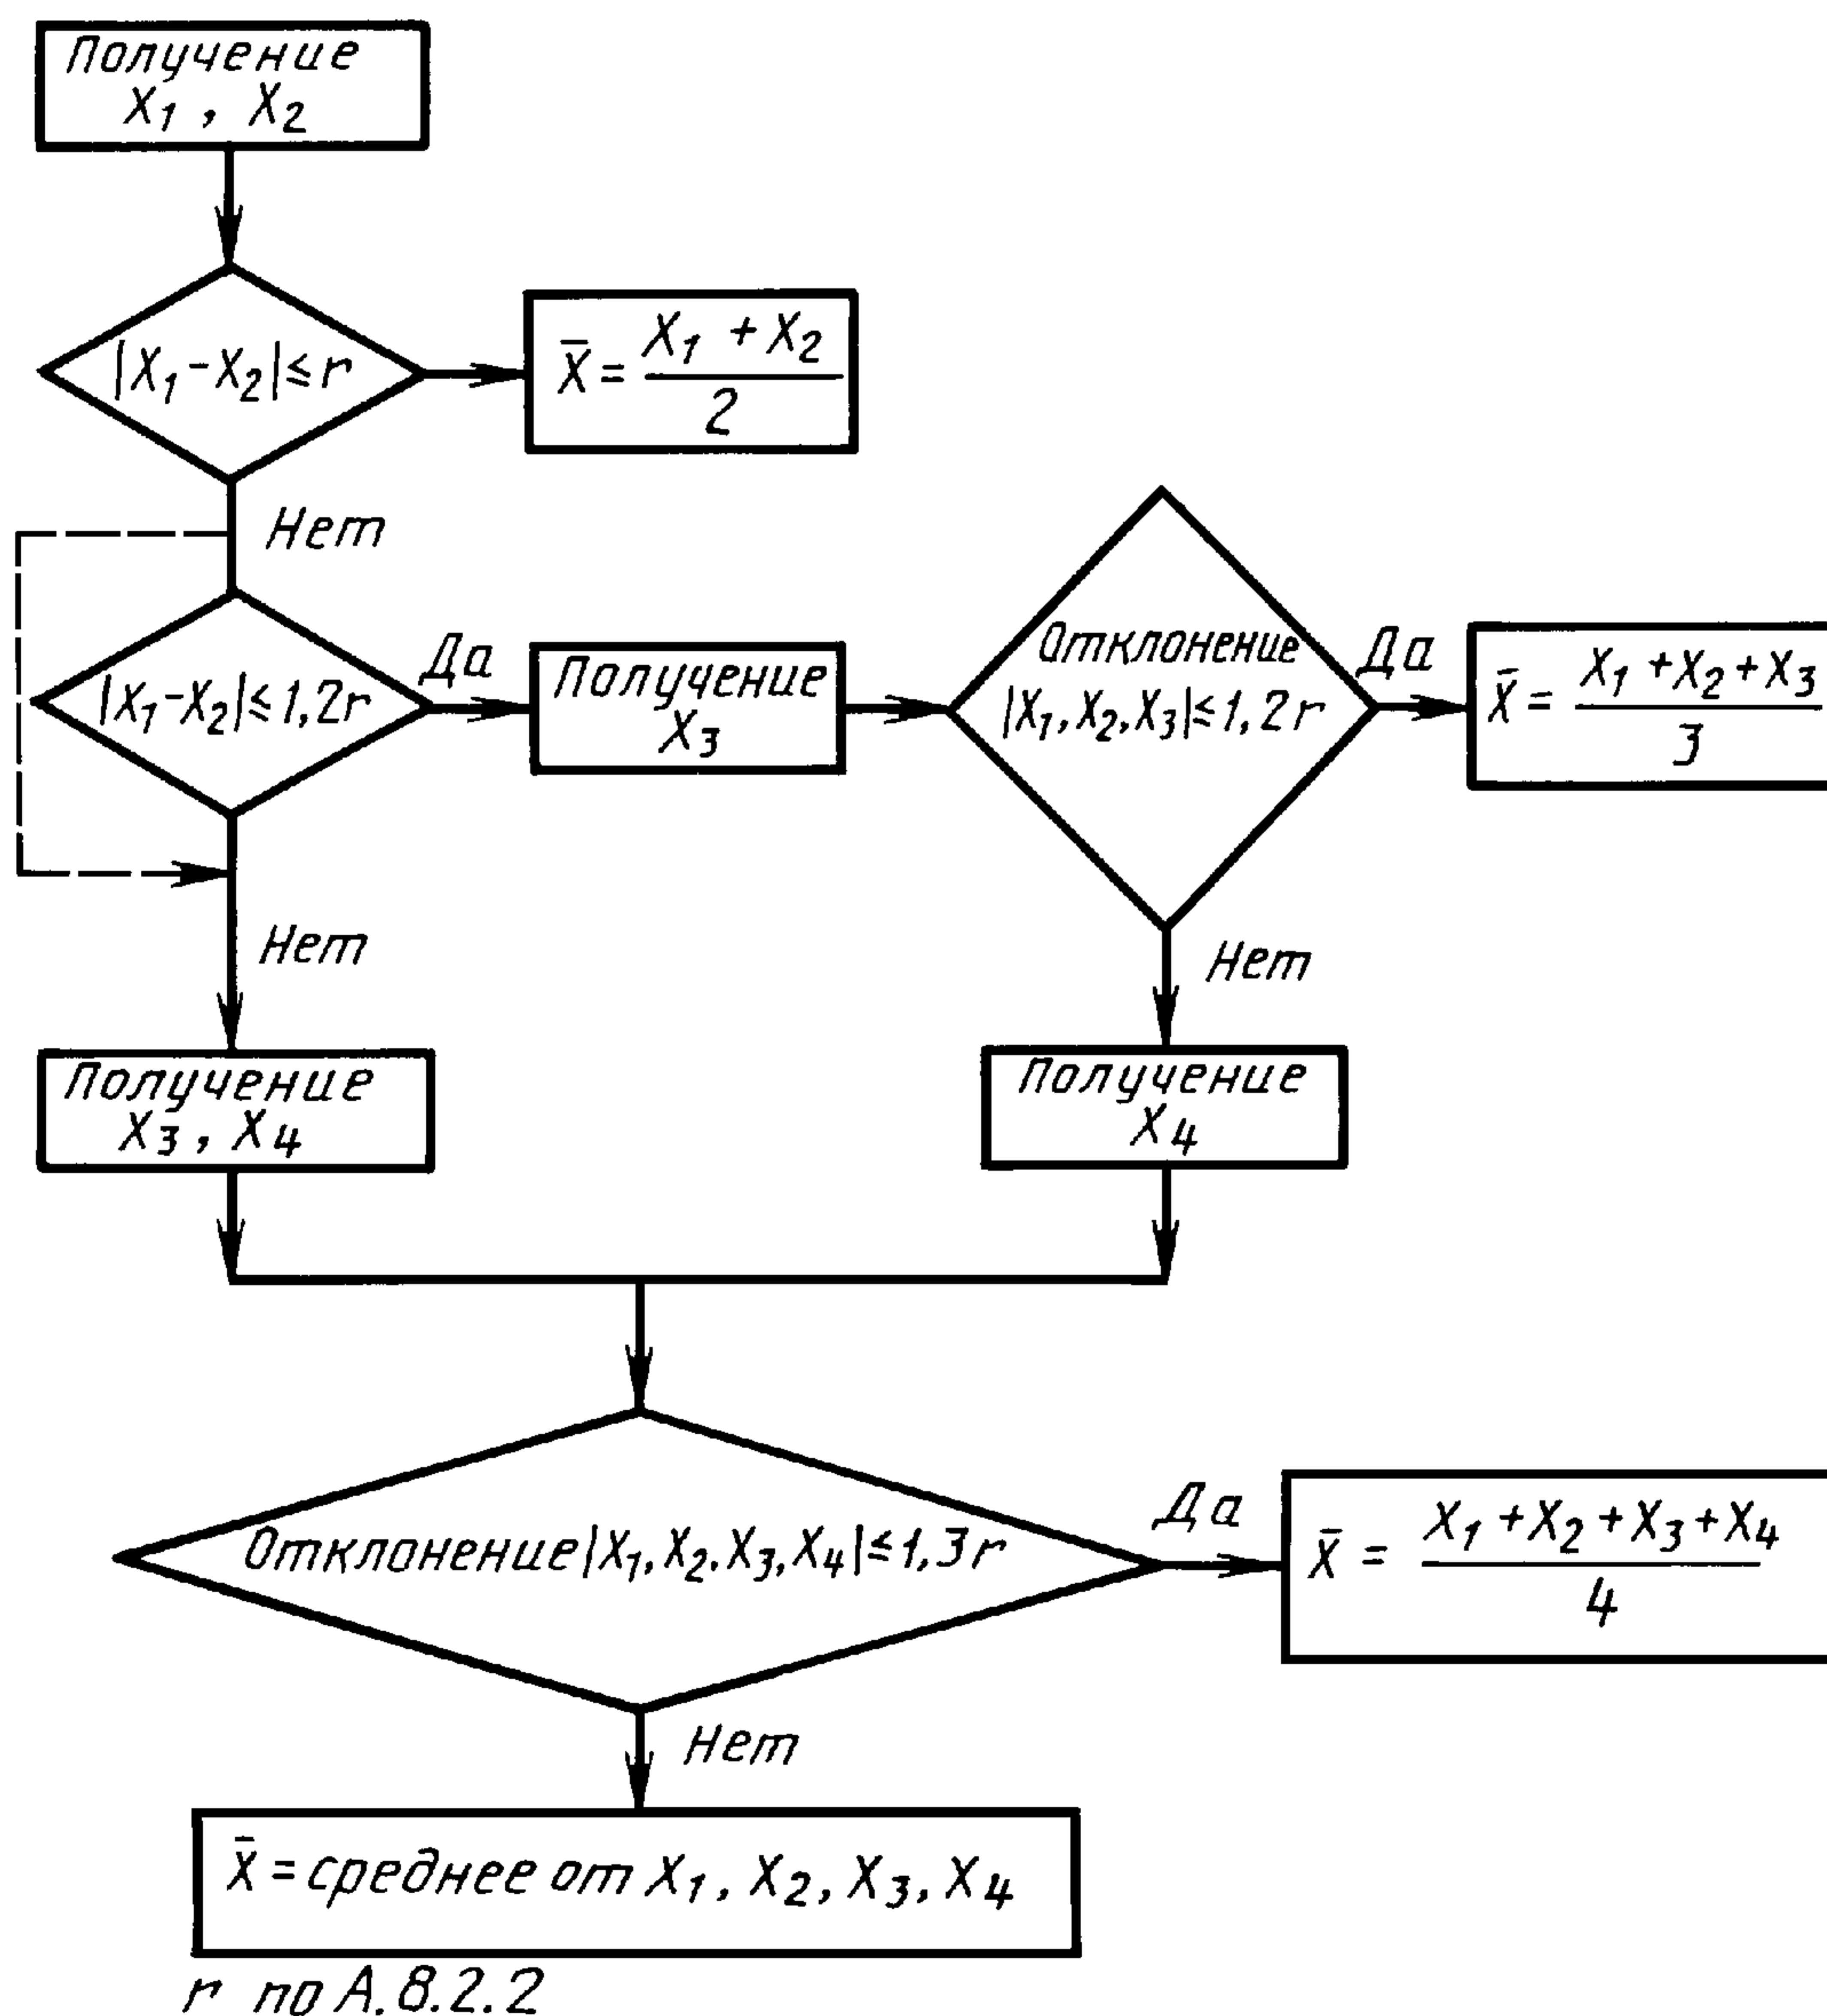 Получение
X₁, X₂
|X₁-X₂|≤r
X̄ = (X₁+X₂)/2
Нет
|X₁-X₂|≤1,2r
Да
Получение
X₃
Отклонение
|X₁,X₂,X₃|≤1,2r
Да
X̄ = (X₁+X₂+X₃)/3
Нет
Нет
Получение
X₃, X₄
Получение
X₄
Отклонение|X₁,X₂,X₃,X₄|≤1,3r
Да
X̄ = (X₁+X₂+X₃+X₄)/4
Нет
X̄ = среднее от X₁, X₂, X₃, X₄
r по А.8.2.2